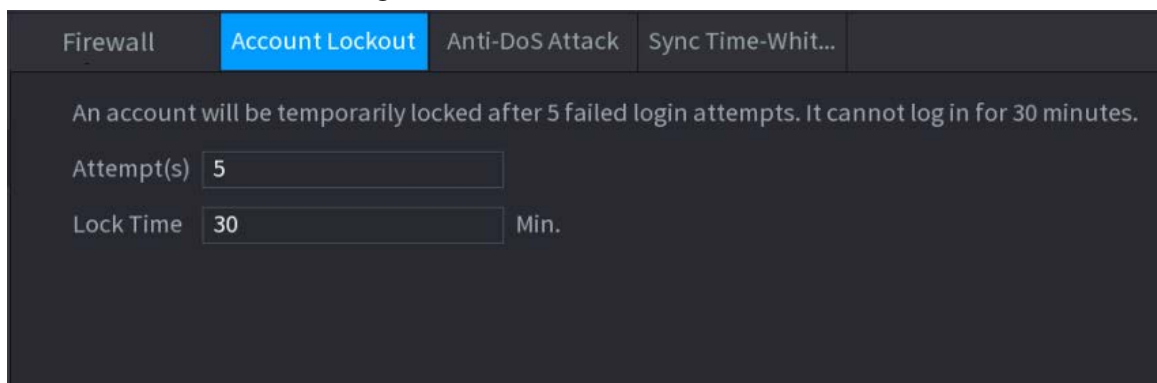 Firewall Account Lockout Anti-DoS Attack Sync Time-Whit...
An account will be temporarily locked after 5 failed login attempts. It cannot log in for 30 minutes.
Attempt(s) 5
Lock Time 30 Min.